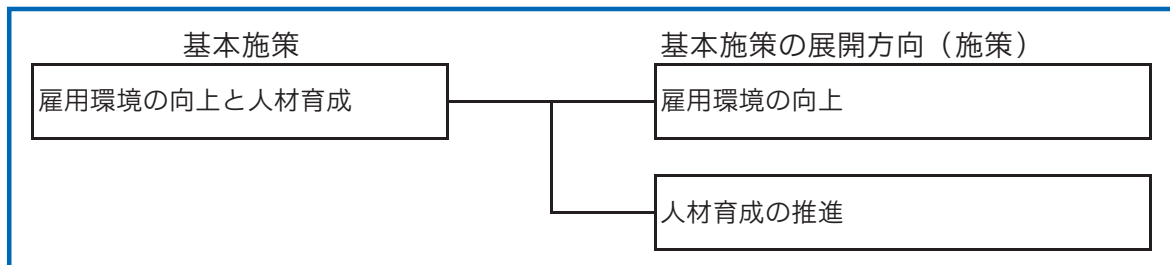 基本施策
基本施策の展開方向（施策）
雇用環境の向上と人材育成
雇用環境の向上
人材育成の推進